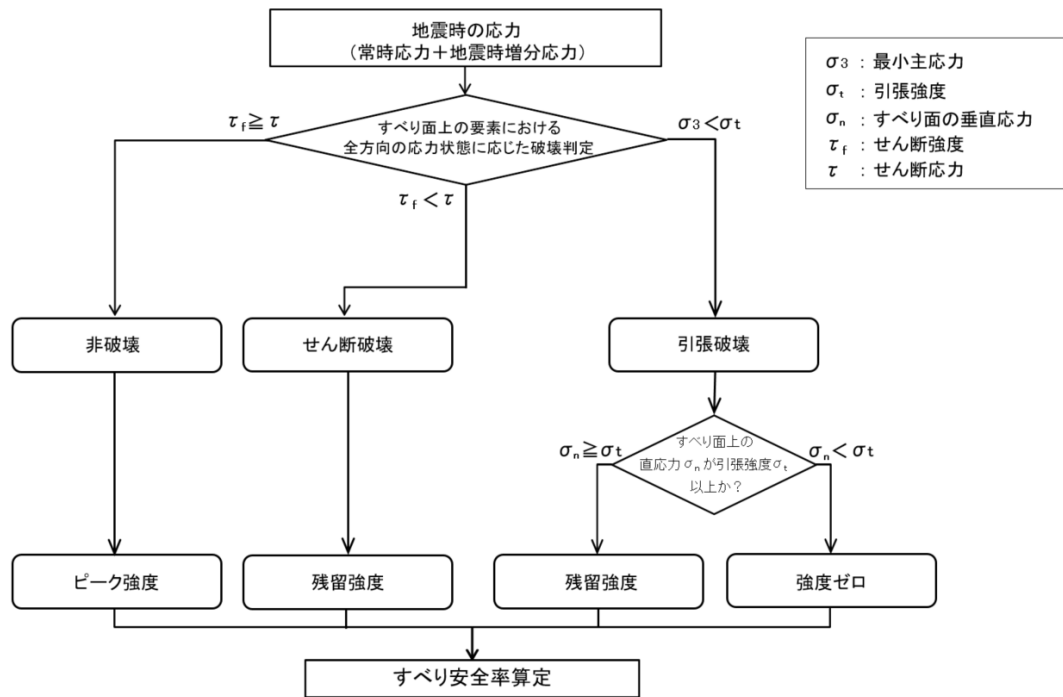 地震時の応力
（常時応力＋地震時増分応力）
σ3 : 最小主応力
σt : 引張強度
σn : すべり面の垂直応力
τf : せん断強度
τ : せん断応力
τf≧τ
すべり面上の要素における
全方向の応力状態に応じた破壊判定
σ3＜σt
τf＜τ
非破壊
せん断破壊
引張破壊
σn≧σt
すべり面上の
直応力σnが引張強度σt
以上か？
σn＜σt
ピーク強度
残留強度
残留強度
強度ゼロ
すべり安全率算定